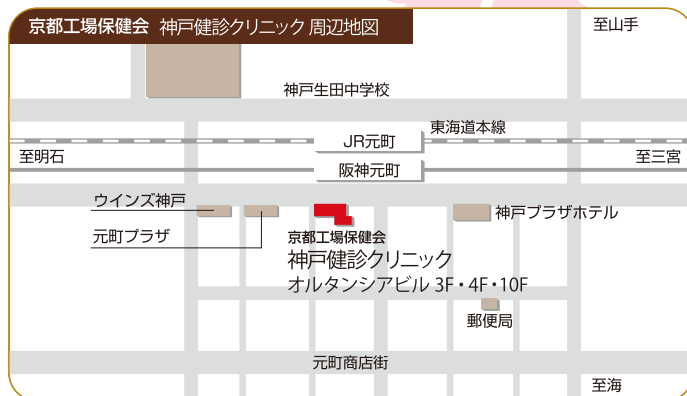 京都工場保健会 神戸健診クリニック 周辺地図
至山手
神戸生田中学校
東海道本線
JR元町
至明石
至三宮
阪神元町
ウインズ神戸
神戸プラザホテル
元町プラザ
京都工場保健会
神戸健診クリニック
オルタンシアビル 3F・4F・10F
郵便局
元町商店街
至海